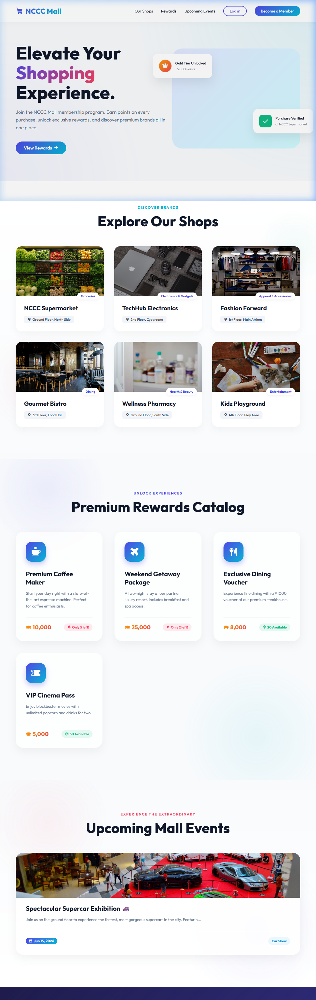 NCCC Mall
Our Shops
Rewards
Upcoming Events
Log in
Become a Member
Elevate Your
Shopping
Experience.
Join the NCCC Mall membership program. Earn points on every
purchase, unlock exclusive rewards, and discover premium brands all in
one place.
View Rewards
Gold Tier Unlocked
+5,000 Points
Purchase Verified
at NCCC Supermarket
DISCOVER BRANDS
Explore Our Shops
Groceries
NCCC Supermarket
Ground Floor, North Side
Electronics & Gadgets
TechHub Electronics
2nd Floor, Cyberzone
Apparel & Accessories
Fashion Forward
1st Floor, Main Atrium
Dining
Gourmet Bistro
3rd Floor, Food Hall
Health & Beauty
Wellness Pharmacy
Ground Floor, South Side
Entertainment
Kidz Playground
4th Floor, Play Area
UNLOCK EXPERIENCES
Premium Rewards Catalog
Premium Coffee
Maker
Start your day right with a state-of-
the-art espresso machine. Perfect
for coffee enthusiasts.
10,000
Only 5 left!
Weekend Getaway
Package
A two-night stay at our partner
luxury resort. Includes breakfast and
spa access.
25,000
Only 2 left!
Exclusive Dining
Voucher
Experience fine dining with a ₱1000
voucher at our premium steakhouse.
8,000
20 Available
VIP Cinema Pass
Enjoy blockbuster movies with
unlimited popcorn and drinks for two.
5,000
50 Available
EXPERIENCE THE EXTRAORDINARY
Upcoming Mall Events
Spectacular Supercar Exhibition 🚗
Join us on the ground floor to experience the fastest, most gorgeous supercars in the city. Featurin...
Jun 15, 2026
Car Show